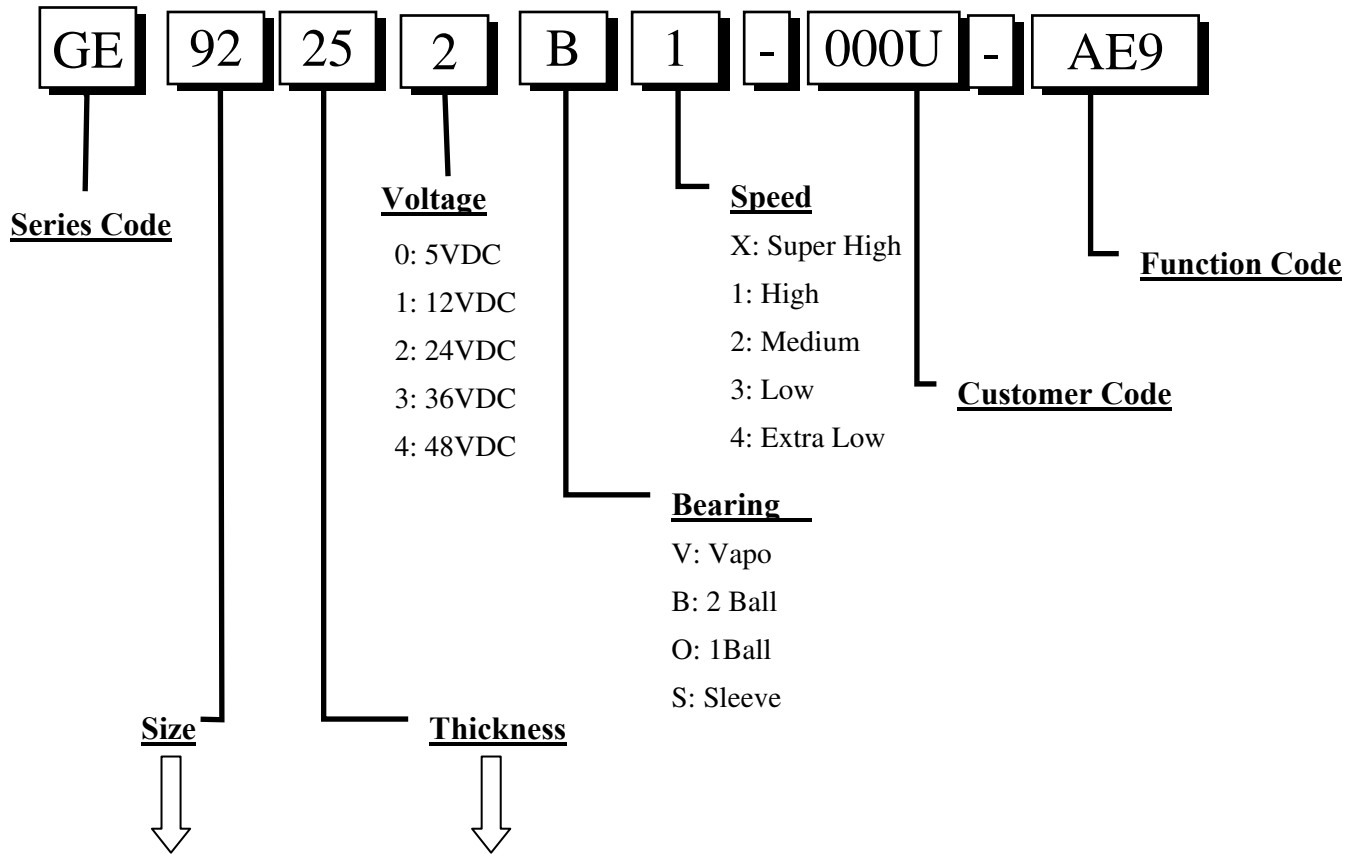 GE 92 25 2 B 1 - 000U - AE9
Series Code
Voltage
0: 5VDC
1: 12VDC
2: 24VDC
3: 36VDC
4: 48VDC
Speed
X: Super High
1: High
2: Medium
3: Low
4: Extra Low
Function Code
Customer Code
Bearing
V: Vapo
B: 2 Ball
O: 1Ball
S: Sleeve
Size
Thickness